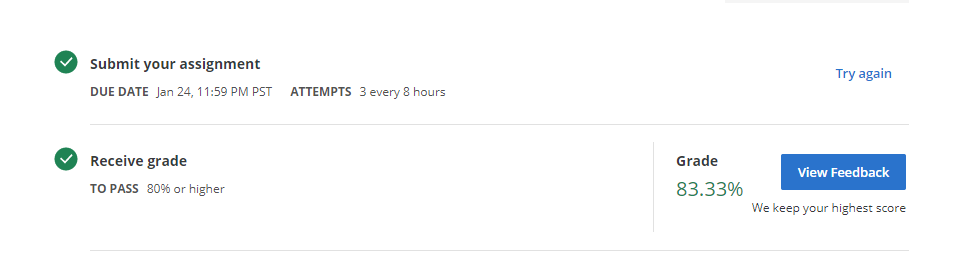 Submit your assignment
Try again
DUE DATE Jan 24, 11:59 PM PST ATTEMPTS 3 every 8 hours
Receive grade
TO PASS 80% or higher
Grade
83.33%
View Feedback
We keep your highest score